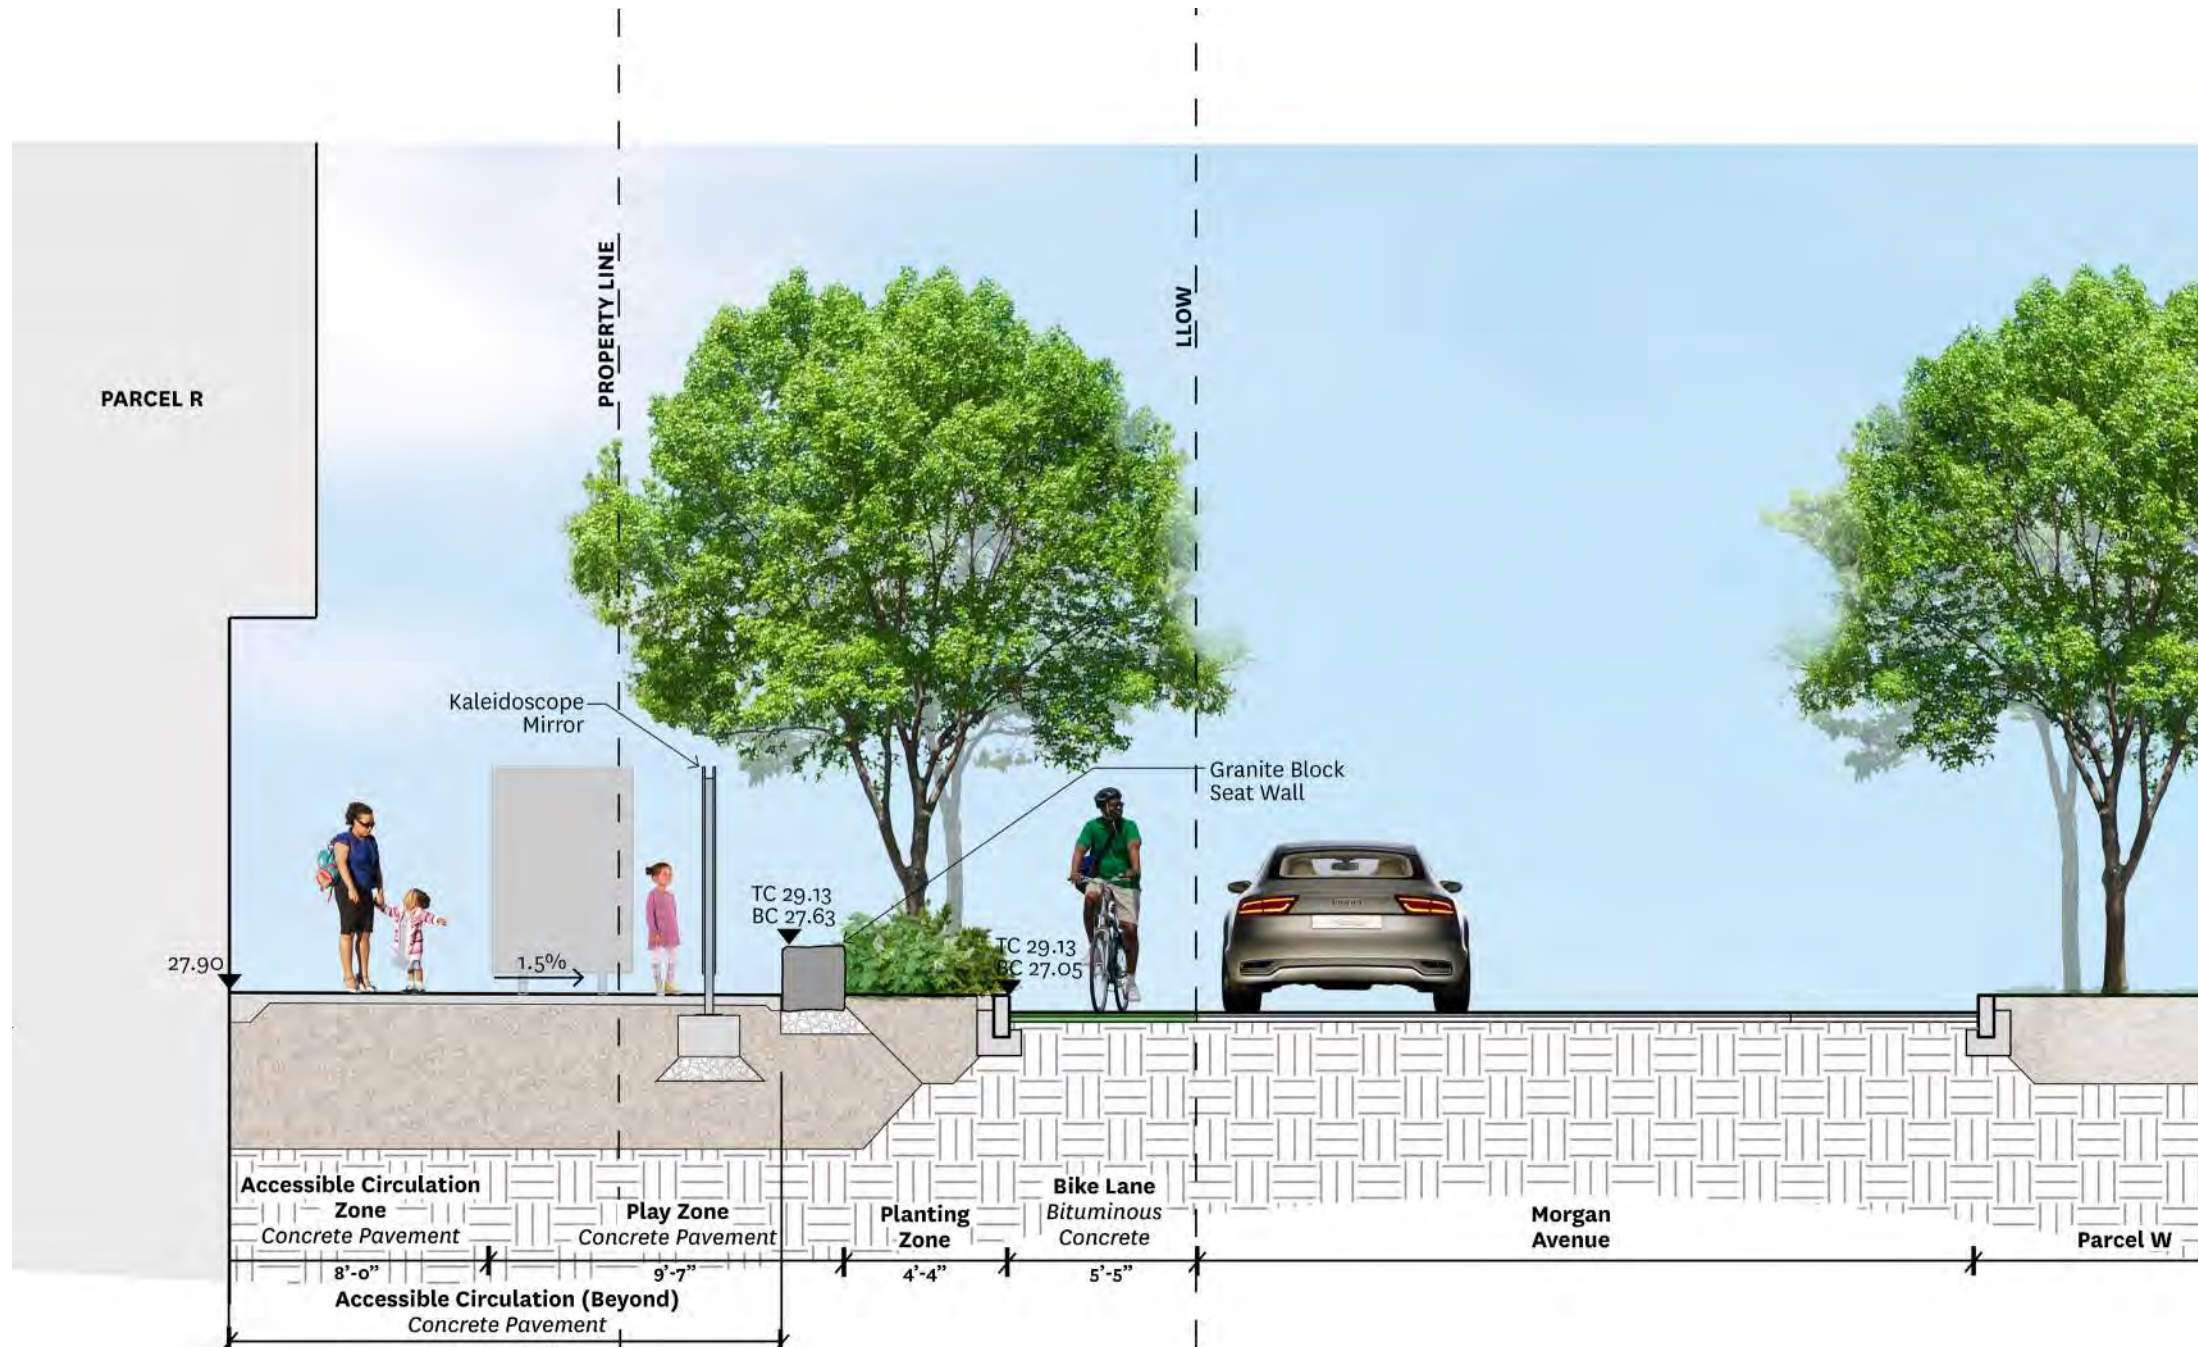 PROPERTY LINE
LLOW
PARCEL R
Kaleidoscope
Mirror
Granite Block
Seat Wall
TC 29.13
BC 27.63
TC 29.13
BC 27.05
27.90
1.5%
Accessible Circulation
Zone
Concrete Pavement
8’-0”
Play Zone
Concrete Pavement
9’-7”
Planting
Zone
4’-4”
Bike Lane
Bituminous
Concrete
5’-5”
Morgan
Avenue
Parcel W
Accessible Circulation (Beyond)
Concrete Pavement